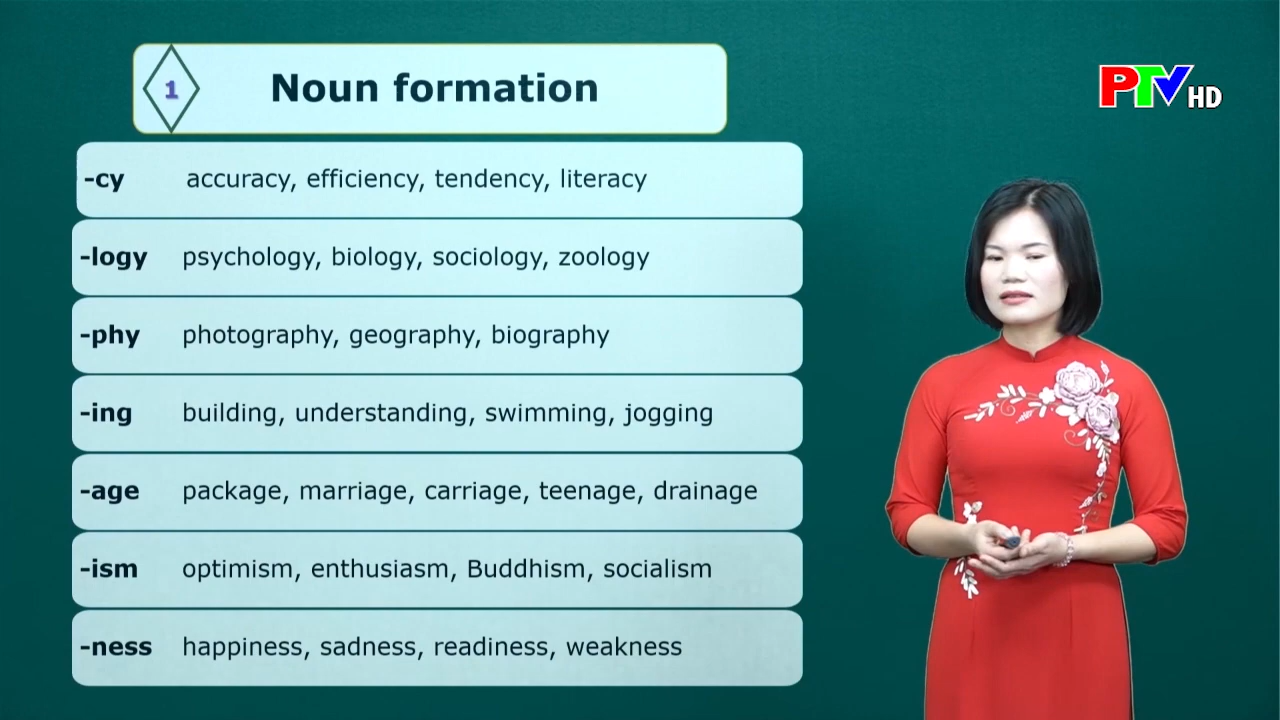 1 Noun formation
PTV HD
-cy accuracy, efficiency, tendency, literacy
-logy psychology, biology, sociology, zoology
-phy photography, geography, biography
-ing building, understanding, swimming, jogging
-age package, marriage, carriage, teenage, drainage
-ism optimism, enthusiasm, Buddhism, socialism
-ness happiness, sadness, readiness, weakness